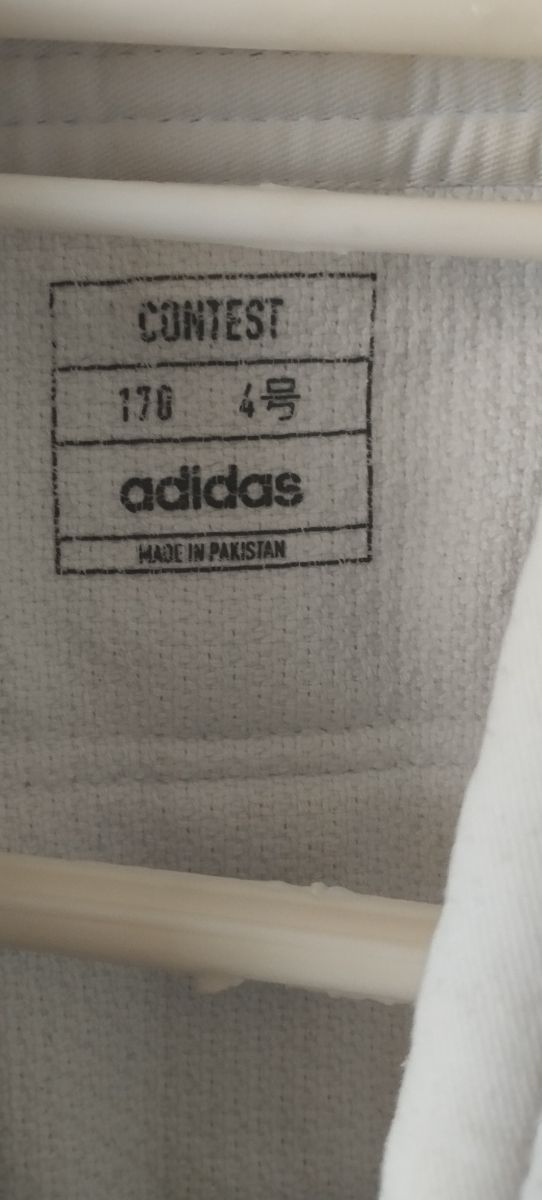 CONTEST
170 4号
adidas
MADE IN PAKISTAN